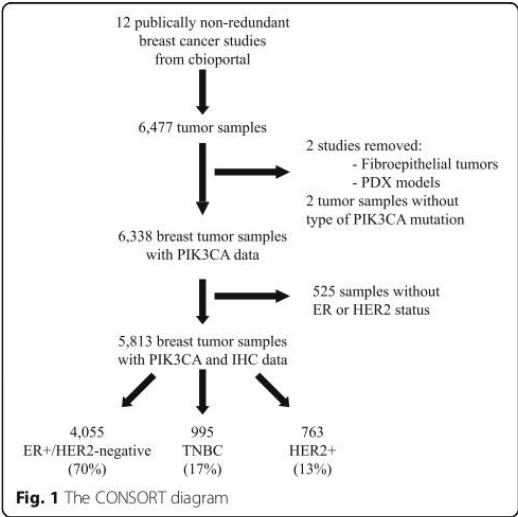 12 publically non-redundant
breast cancer studies
from cbioportal
6,477 tumor samples
2 studies removed:
- Fibroepithelial tumors
- PDX models
2 tumor samples without
type of PIK3CA mutation
6,338 breast tumor samples
with PIK3CA data
525 samples without
ER or HER2 status
5,813 breast tumor samples
with PIK3CA and IHC data
4,055
ER+/HER2-negative
(70%)
995
TNBC
(17%)
763
HER2+
(13%)
Fig. 1 The CONSORT diagram